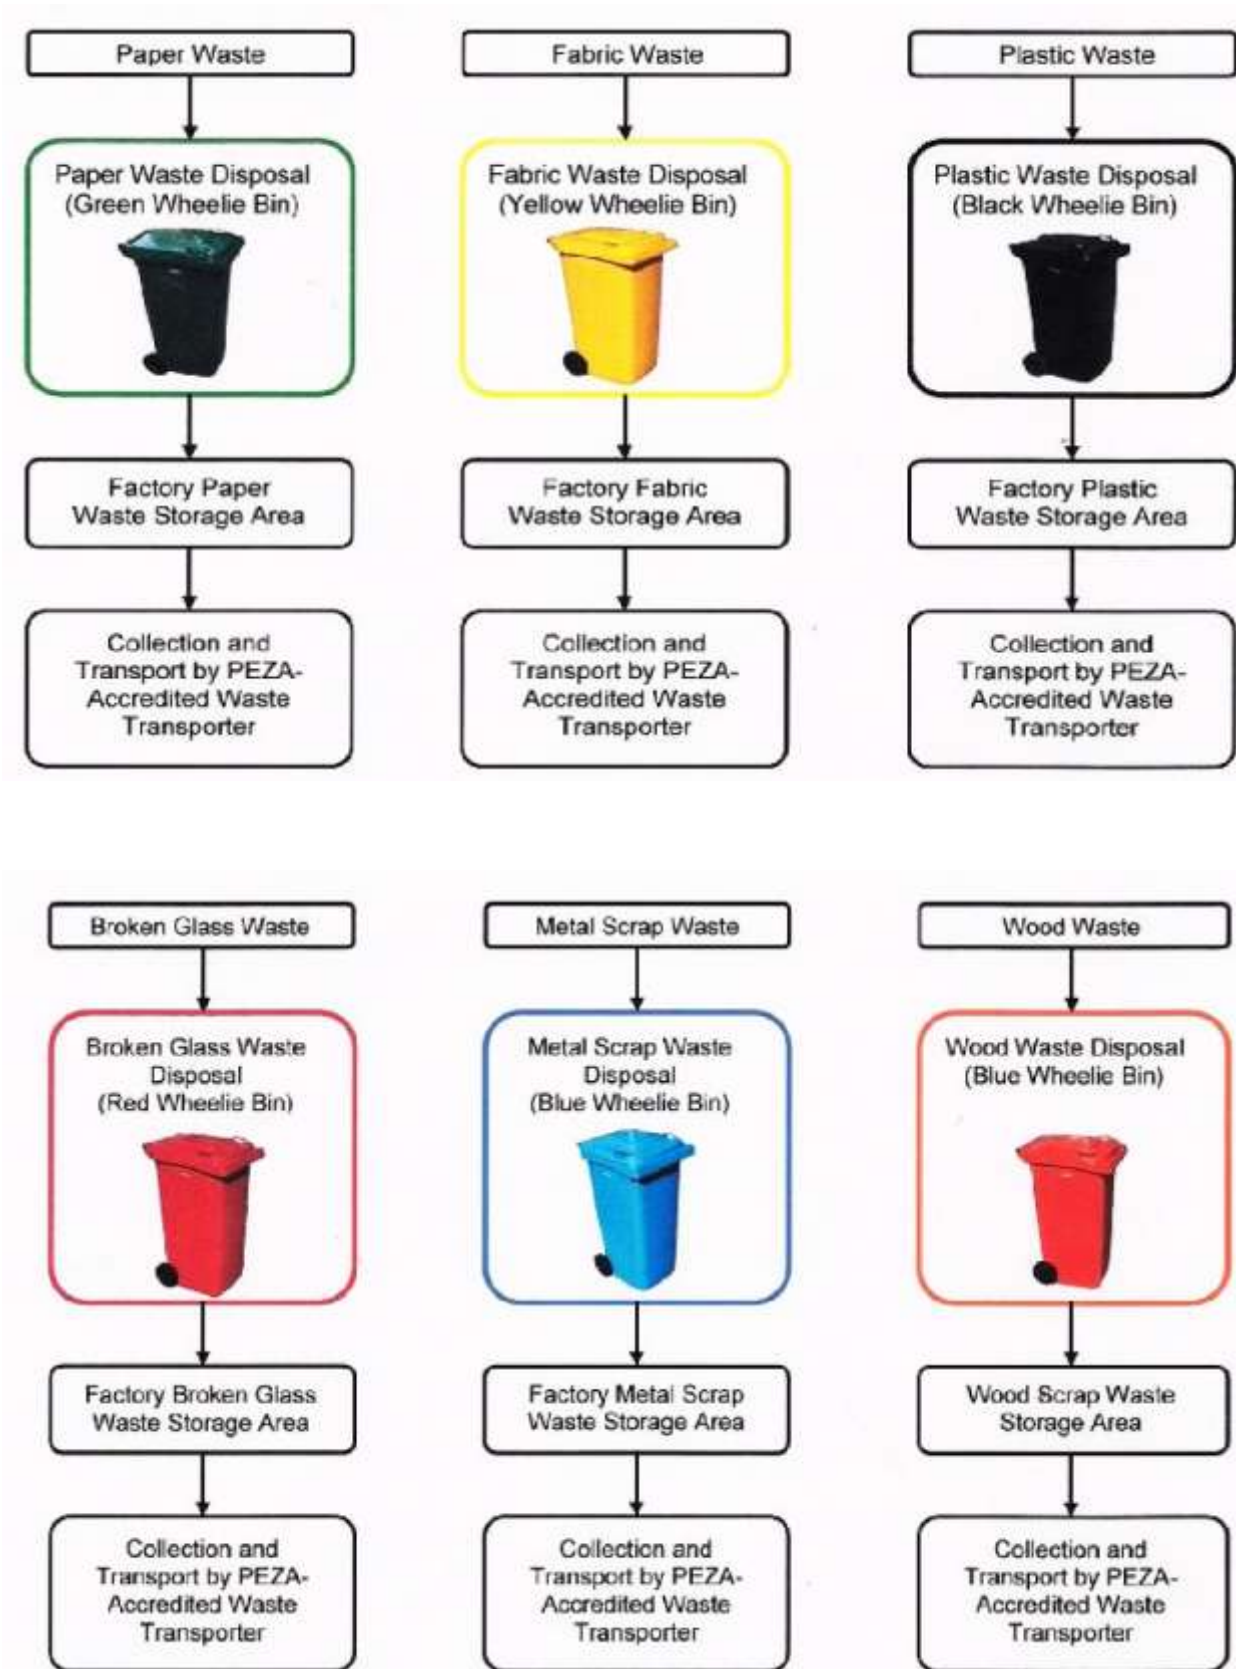 Paper Waste
Fabric Waste
Plastic Waste
Paper Waste Disposal
(Green Wheelie Bin)
Fabric Waste Disposal
(Yellow Wheelie Bin)
Plastic Waste Disposal
(Black Wheelie Bin)
Factory Paper
Waste Storage Area
Factory Fabric
Waste Storage Area
Factory Plastic
Waste Storage Area
Collection and
Transport by PEZA-
Accredited Waste
Transporter
Collection and
Transport by PEZA-
Accredited Waste
Transporter
Collection and
Transport by PEZA-
Accredited Waste
Transporter
Broken Glass Waste
Metal Scrap Waste
Wood Waste
Broken Glass Waste
Disposal
(Red Wheelie Bin)
Metal Scrap Waste
Disposal
(Blue Wheelie Bin)
Wood Waste Disposal
(Blue Wheelie Bin)
Factory Broken Glass
Waste Storage Area
Factory Metal Scrap
Waste Storage Area
Wood Scrap Waste
Storage Area
Collection and
Transport by PEZA-
Accredited Waste
Transporter
Collection and
Transport by PEZA-
Accredited Waste
Transporter
Collection and
Transport by PEZA-
Accredited Waste
Transporter